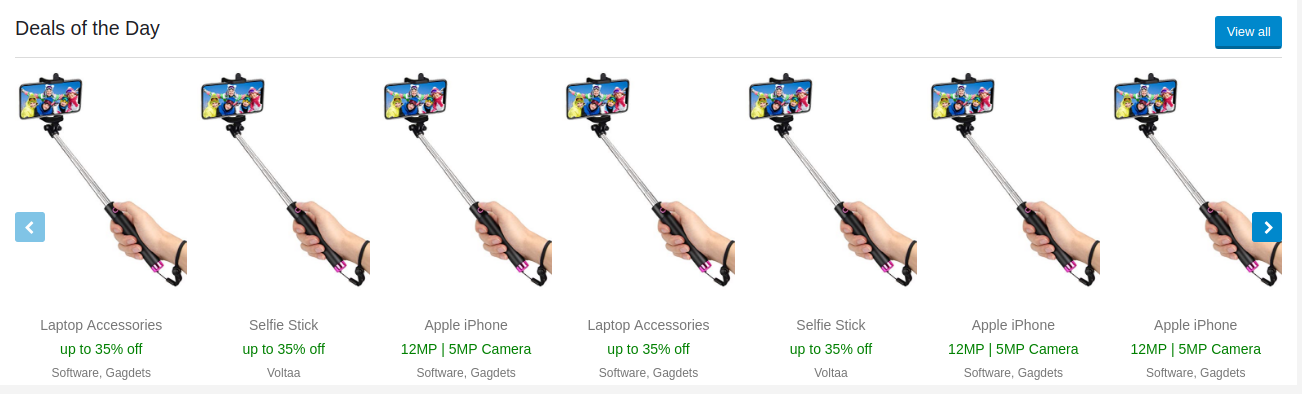 Deals of the Day
View all
Laptop Accessories
up to 35% off
Software, Gagdets
Selfie Stick
up to 35% off
Voltaa
Apple iPhone
12MP | 5MP Camera
Software, Gagdets
Laptop Accessories
up to 35% off
Software, Gagdets
Selfie Stick
up to 35% off
Voltaa
Apple iPhone
12MP | 5MP Camera
Software, Gagdets
Apple iPhone
12MP | 5MP Camera
Software, Gagdets